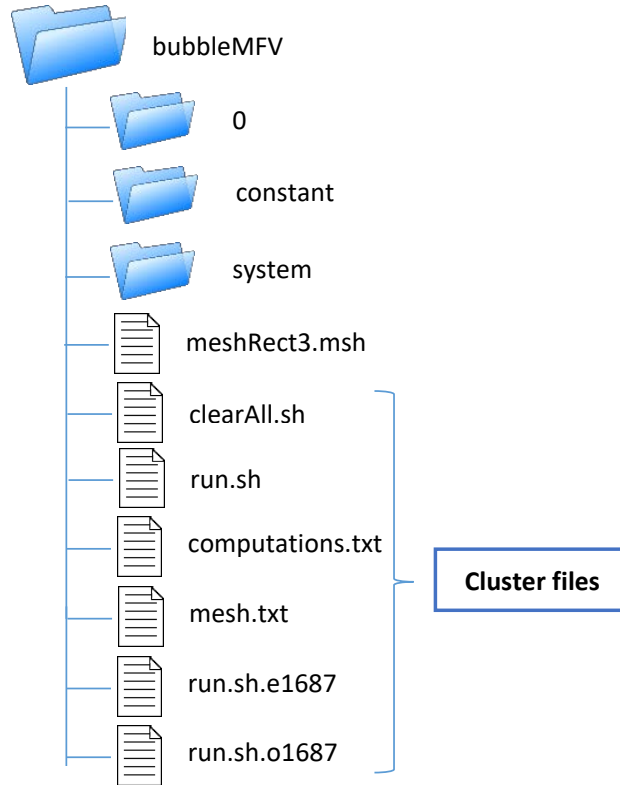 bubbleMFV
0
constant
system
meshRect3.msh
clearAll.sh
run.sh
computations.txt
Cluster files
mesh.txt
run.sh.e1687
run.sh.o1687